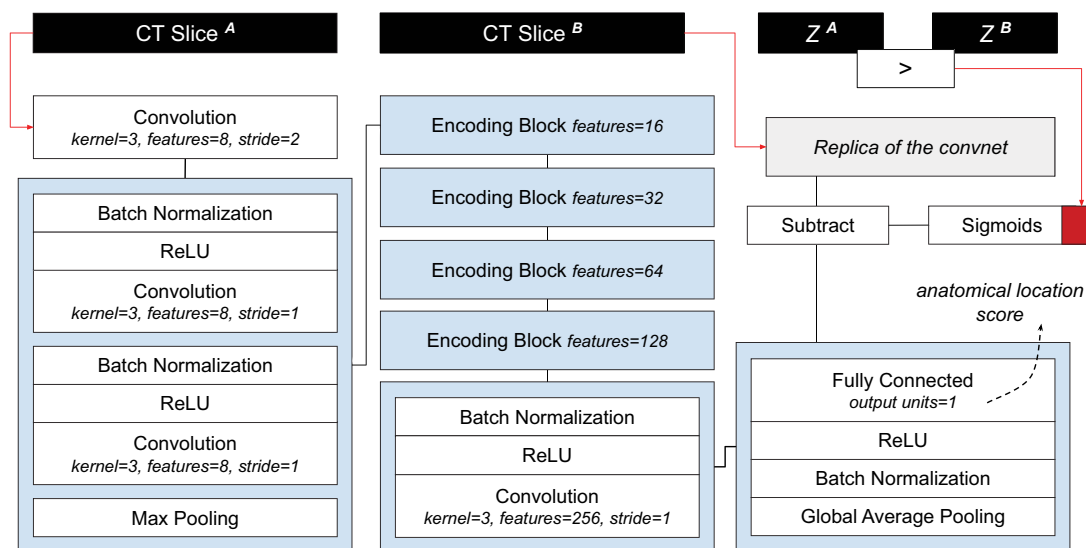 CT Slice A
Convolution
kernel=3, features=8, stride=2
Batch Normalization
ReLU
Convolution
kernel=3, features=8, stride=1
Batch Normalization
ReLU
Convolution
kernel=3, features=8, stride=1
Max Pooling
CT Slice B
Encoding Block features=16
Encoding Block features=32
Encoding Block features=64
Encoding Block features=128
Batch Normalization
ReLU
Convolution
kernel=3, features=256, stride=1
Z A
Z B
>
Replica of the convnet
Subtract
Sigmoids
anatomical location
score
Fully Connected
output units=1
ReLU
Batch Normalization
Global Average Pooling